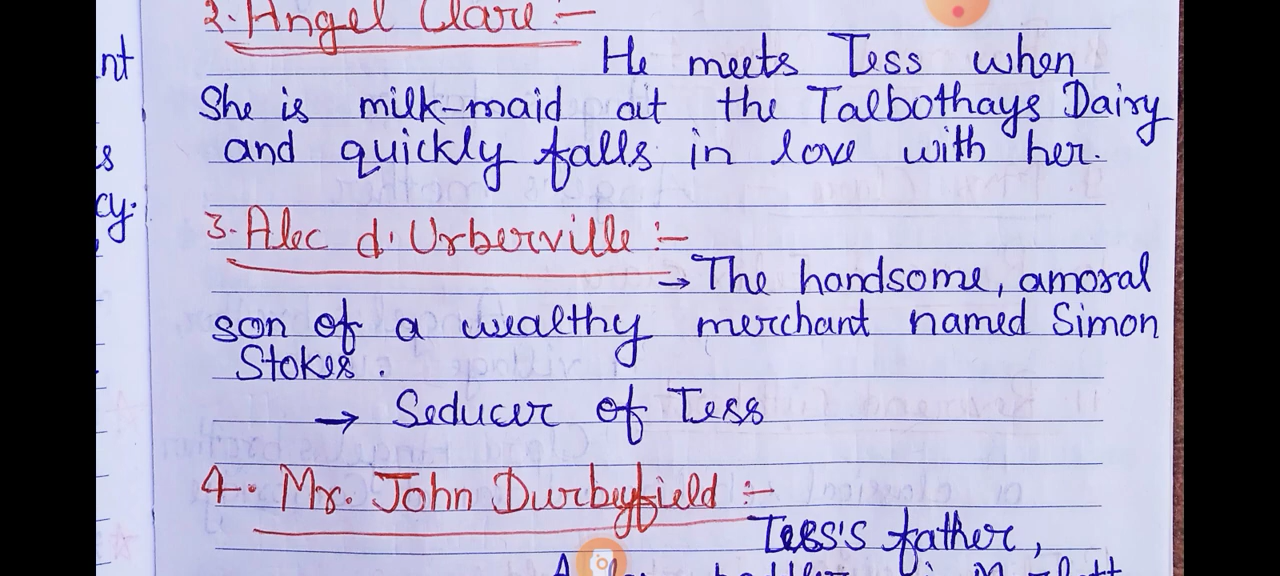 2. Angel Clare :-
nt
He meets Tess when
She is milk-maid at the Talbothays Dairy
s
and quickly falls in love with her.
cy.
3. Alec d'Urberville :-
→ The handsome, amoral
son of a wealthy merchant named Simon
Stokes.
→ Seducer of Tess
4. Mr. John Durbeyfield :-
Tess's father,